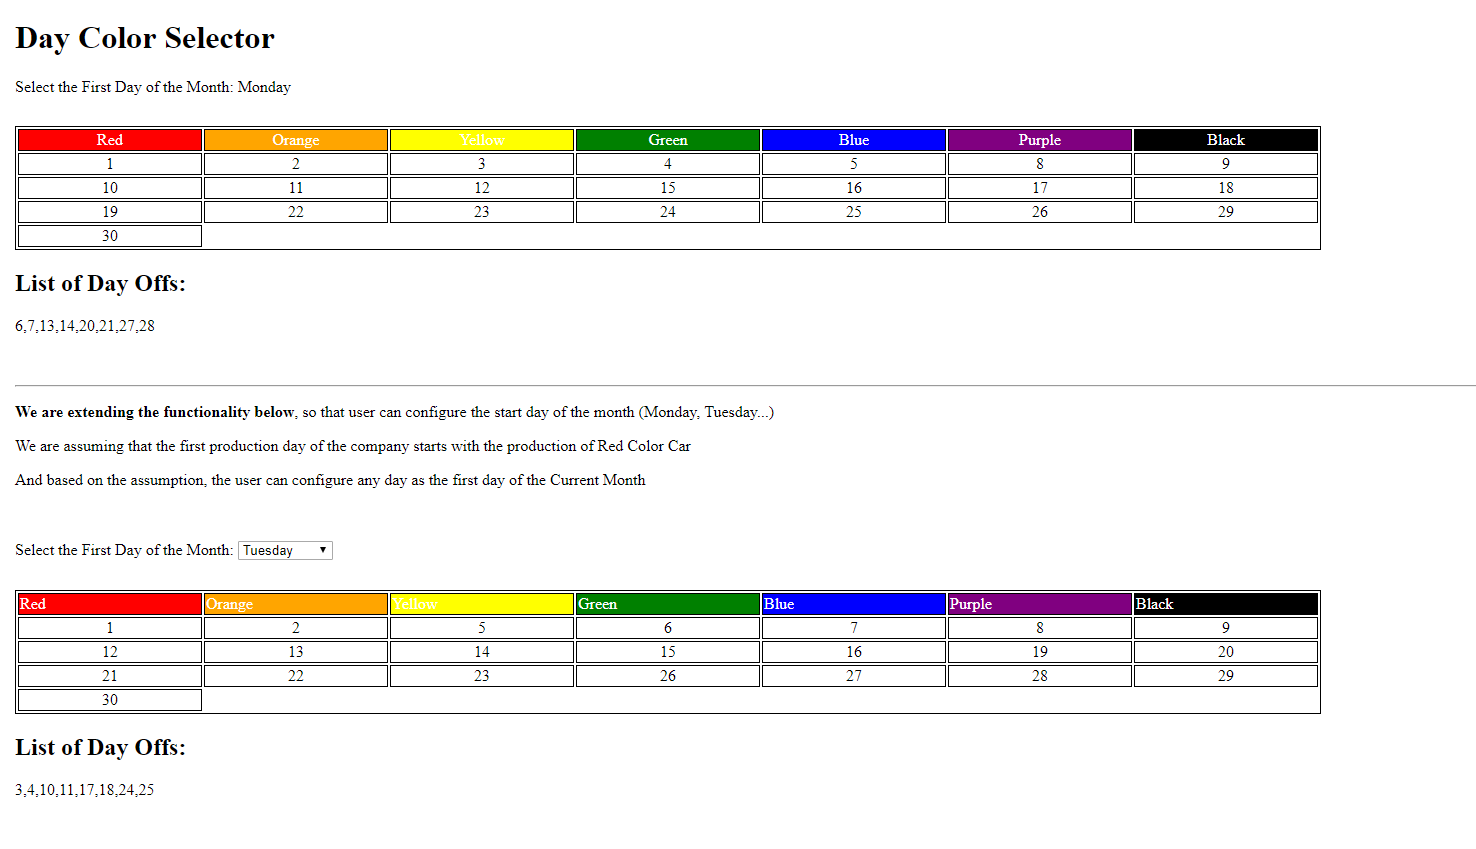 Day Color Selector
Select the First Day of the Month: Monday
Red Orange Yellow Green Blue Purple Black
1 2 3 4 5 8 9
10 11 12 15 16 17 18
19 22 23 24 25 26 29
30
List of Day Offs:
6,7,13,14,20,21,27,28
We are extending the functionality below, so that user can configure the start day of the month (Monday, Tuesday...)
We are assuming that the first production day of the company starts with the production of Red Color Car
And based on the assumption, the user can configure any day as the first day of the Current Month
Select the First Day of the Month: Tuesday
Red Orange Yellow Green Blue Purple Black
1 2 5 6 7 8 9
12 13 14 15 16 19 20
21 22 23 26 27 28 29
30
List of Day Offs:
3,4,10,11,17,18,24,25